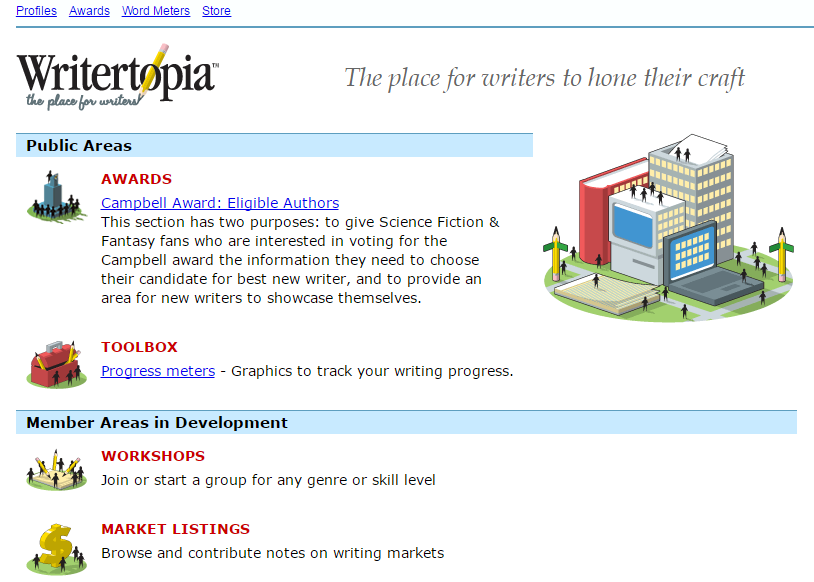 Profiles Awards Word Meters Store
Writertopia™
the place for writers
The place for writers to hone their craft
Public Areas
AWARDS
Campbell Award: Eligible Authors
This section has two purposes: to give Science Fiction &
Fantasy fans who are interested in voting for the
Campbell award the information they need to choose
their candidate for best new writer, and to provide an
area for new writers to showcase themselves.
TOOLBOX
Progress meters - Graphics to track your writing progress.
Member Areas in Development
WORKSHOPS
Join or start a group for any genre or skill level
MARKET LISTINGS
Browse and contribute notes on writing markets